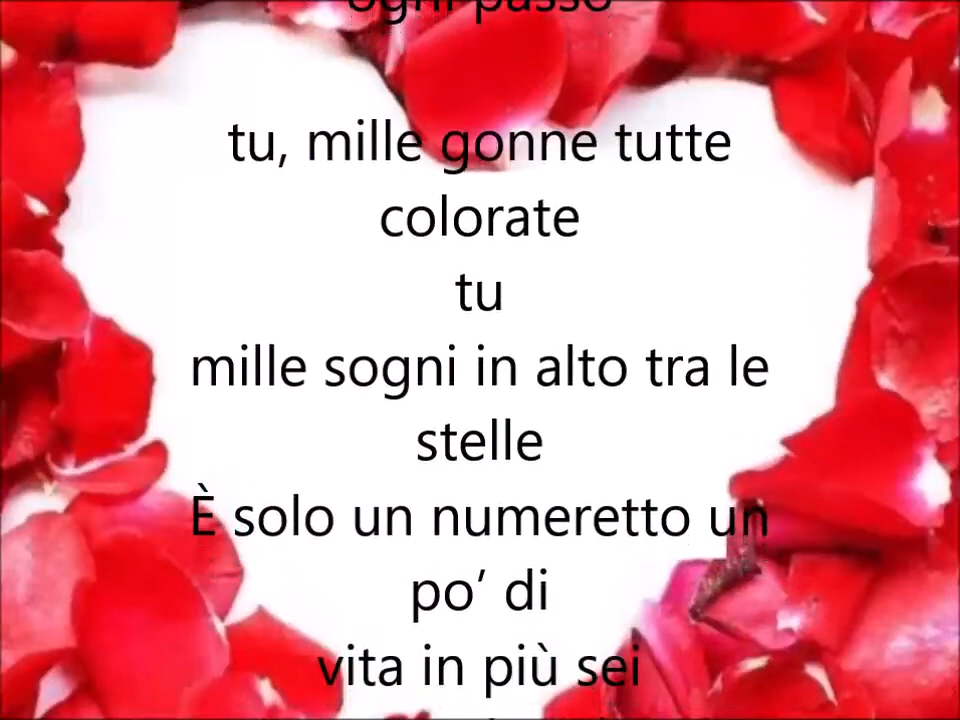 ogni passo
tu, mille gonne tutte
colorate
tu
mille sogni in alto tra le
stelle
È solo un numeretto un
po’ di
vita in più sei